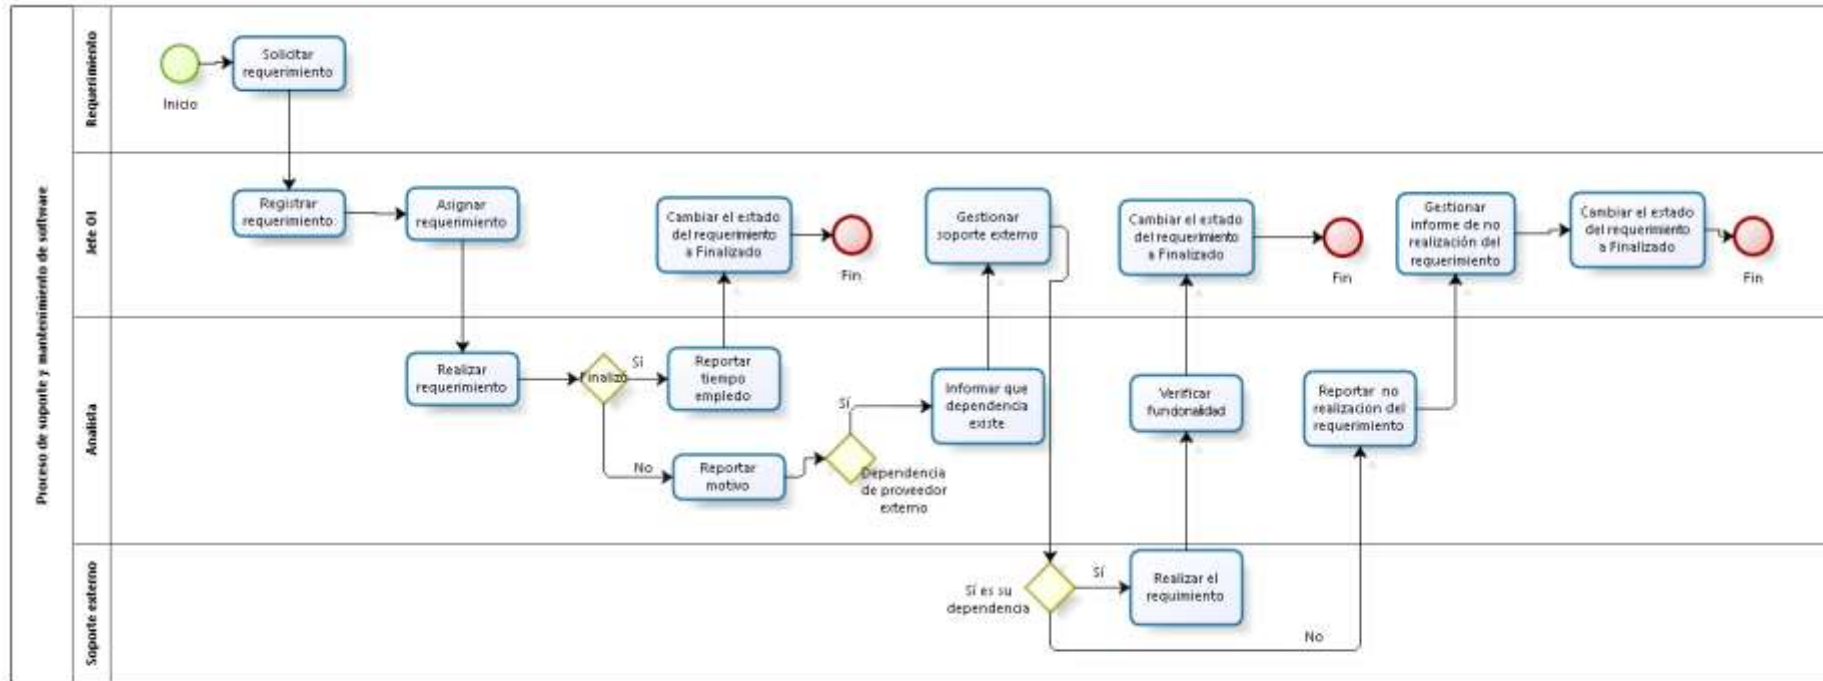 Proceso de soporte y mantenimiento de software
Requerimiento
Inicio
Solicitar
requerimiento
Jefe OI
Registrar
requerimiento
Asignar
requerimiento
Cambiar el estado
del requerimiento
a Finalizado
Fin
Gestionar
soporte externo
Cambiar el estado
del requerimiento
a Finalizado
Fin
Gestionar
informe de no
realización del
requerimiento
Cambiar el estado
del requerimiento
a Finalizado
Fin
Analista
Realizar
requerimiento
Finalizó
Sí
Reportar
tiempo
empledo
No
Reportar
motivo
Sí
Dependencia
de proveedor
externo
Informar que
dependencia
existe
Verificar
fundonalidad
Reportar no
realizacion del
requerimiento
Soporte externo
Sí es su
dependencia
Sí
Realizar el
requimiento
No